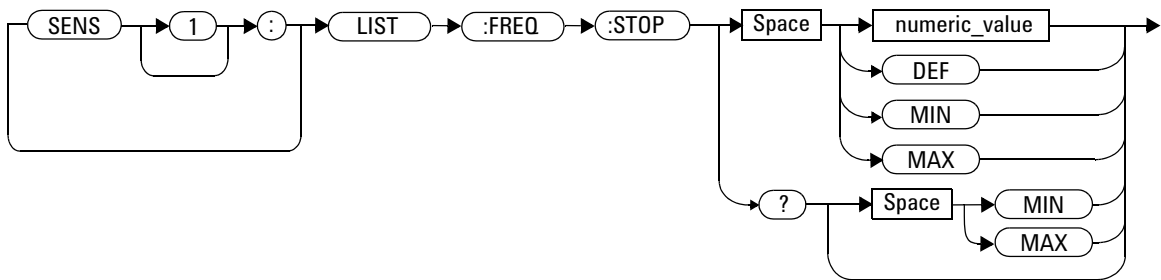 SENS 1 : LIST :FREQ :STOP Space numeric_value
DEF
MIN
MAX
? Space MIN
MAX